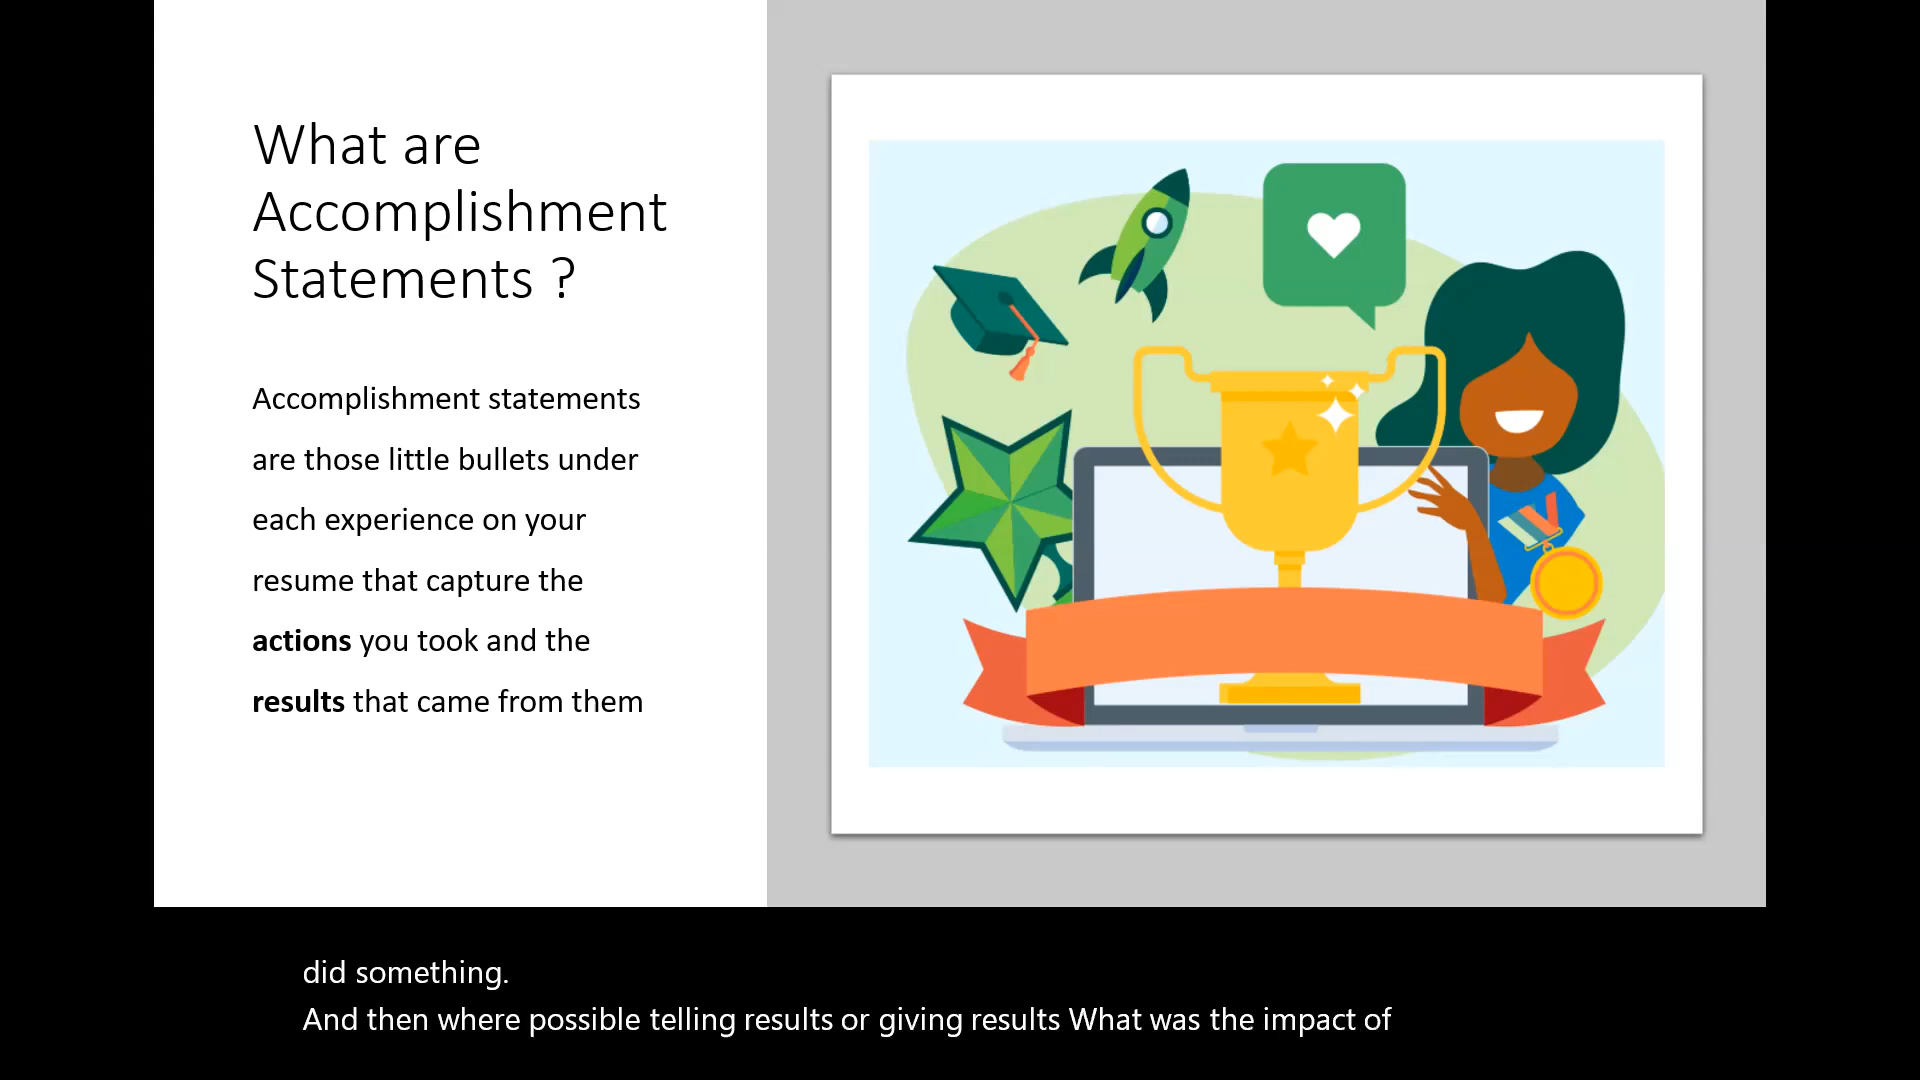 What are
Accomplishment
Statements ?
Accomplishment statements
are those little bullets under
each experience on your
resume that capture the
actions you took and the
results that came from them
did something.
And then where possible telling results or giving results What was the impact of